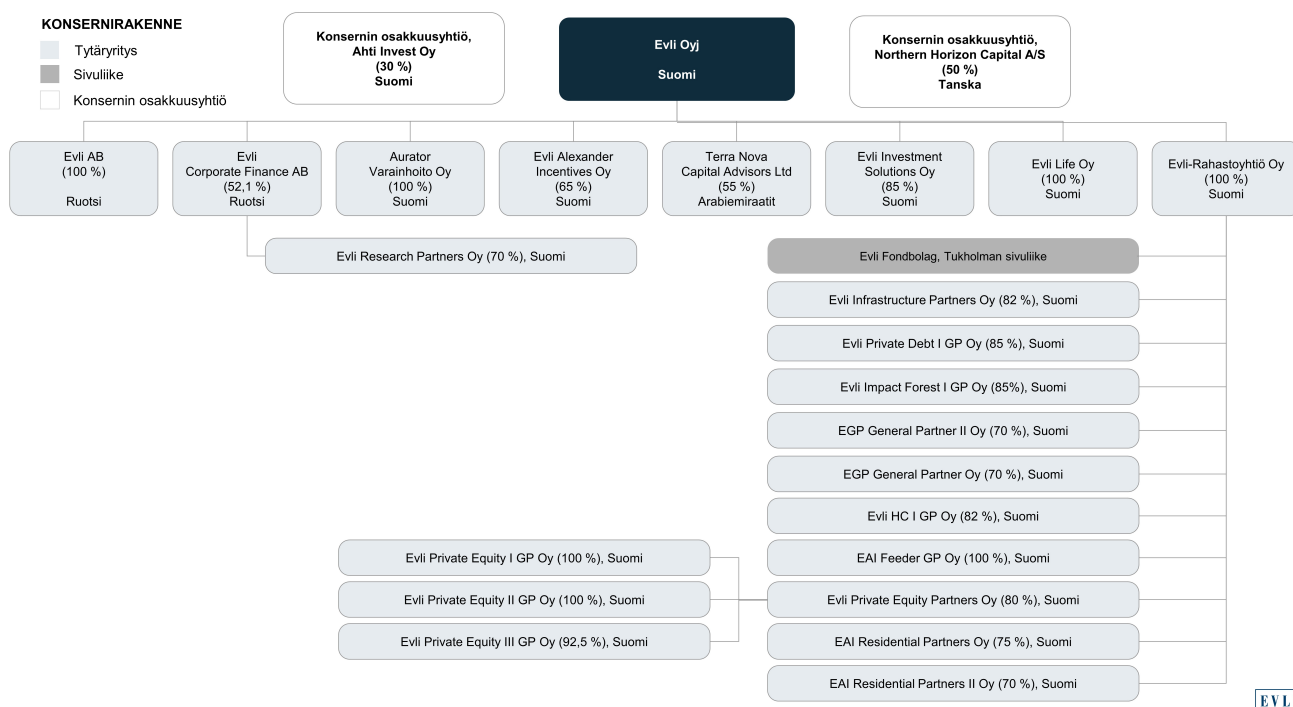 KONSERNIRAKENNE
Tytäryritys
Sivuliike
Konsernin osakkuusyhtiö
Konsernin osakkuusyhtiö,
Ahti Invest Oy
(30 %)
Suomi
Evli Oyj
Suomi
Konsernin osakkuusyhtiö,
Northern Horizon Capital A/S
(50 %)
Tanska
Evli AB
(100 %)
Ruotsi
Evli
Corporate Finance AB
(52,1 %)
Ruotsi
Aurator
Varainhoito Oy
(100 %)
Suomi
Evli Alexander
Incentives Oy
(65 %)
Suomi
Terra Nova
Capital Advisors Ltd
(55 %)
Arabiemiraatit
Evli Investment
Solutions Oy
(85 %)
Suomi
Evli Life Oy
(100 %)
Suomi
Evli-Rahastoyhtiö Oy
(100 %)
Suomi
Evli Research Partners Oy (70 %), Suomi
Evli Fondbolag, Tukholman sivuliike
Evli Infrastructure Partners Oy (82 %), Suomi
Evli Private Debt I GP Oy (85 %), Suomi
Evli Impact Forest I GP Oy (85%), Suomi
EGP General Partner II Oy (70 %), Suomi
EGP General Partner Oy (70 %), Suomi
Evli HC I GP Oy (82 %), Suomi
EAI Feeder GP Oy (100 %), Suomi
Evli Private Equity Partners Oy (80 %), Suomi
EAI Residential Partners Oy (75 %), Suomi
EAI Residential Partners II Oy (70 %), Suomi
Evli Private Equity I GP Oy (100 %), Suomi
Evli Private Equity II GP Oy (100 %), Suomi
Evli Private Equity III GP Oy (92,5 %), Suomi
EVL